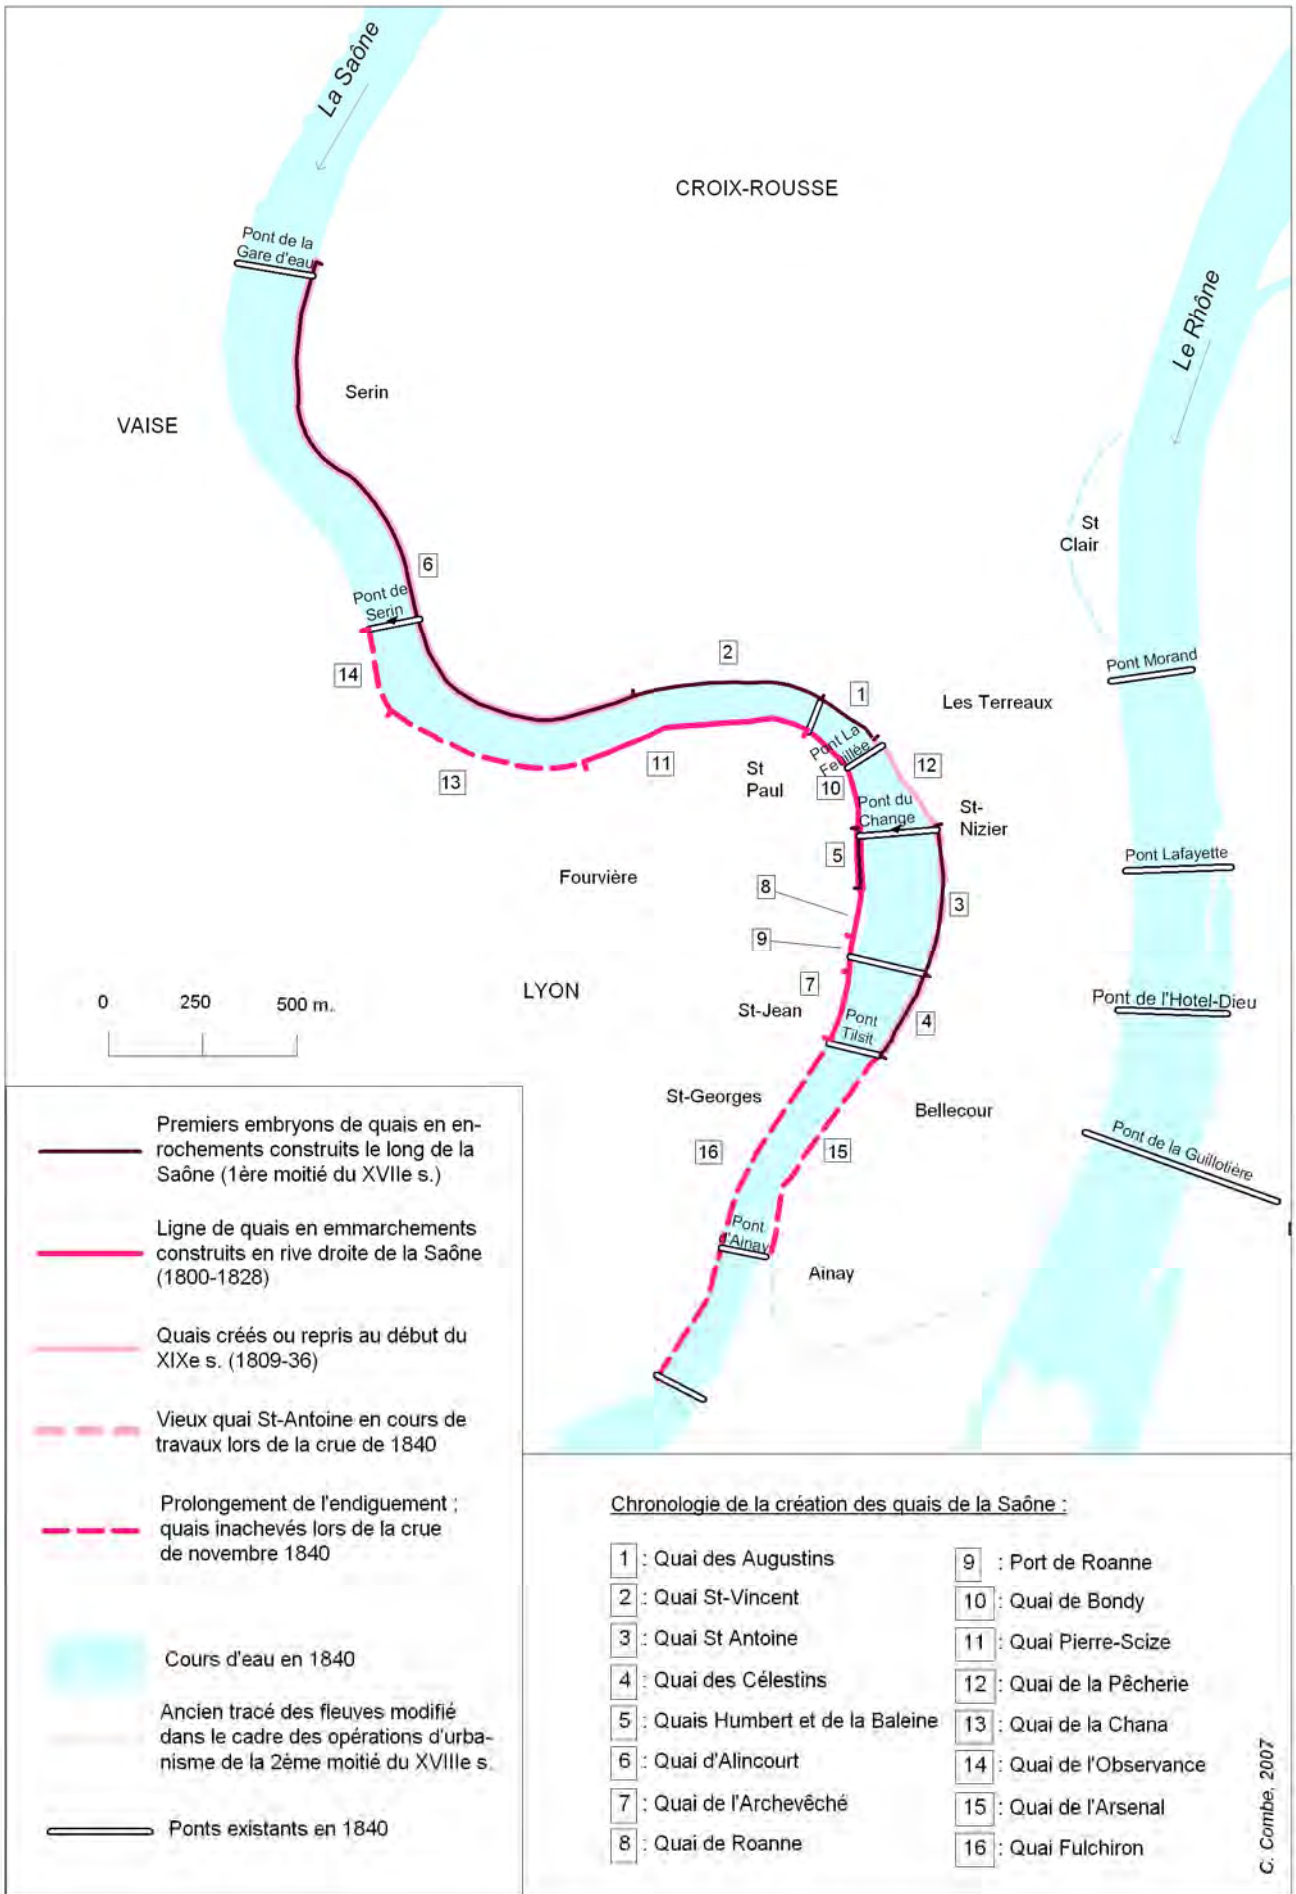 La Saône
CROIX-ROUSSE
Pont de la
Gare d'eau
Le Rhône
Serin
VAISE
St
Clair
6
Pont de
Serin
2
Pont Morand
14
1
Les Terreaux
Pont La
Feuillée
12
11
St
Paul
13
10
Pont du
Change
St-
Nizier
Pont Lafayette
5
Fourvière
8
3
9
LYON
0 250 500 m.
7
St-Jean
Pont
Tilsit
4
Pont de l'Hotel-Dieu
St-Georges
Bellecour
16
15
Pont de la Guillotière
Pont
d'Ainay
Ainay
Premiers embryons de quais en en-
rochements construits le long de la
Saône (1ère moitié du XVIIe s.)
Ligne de quais en emmarchements
construits en rive droite de la Saône
(1800-1828)
Quais créés ou repris au début du
XIXe s. (1809-36)
Vieux quai St-Antoine en cours de
travaux lors de la crue de 1840
Prolongement de l'endiguement ;
quais inachevés lors de la crue
de novembre 1840
Cours d'eau en 1840
Ancien tracé des fleuves modifié
dans le cadre des opérations d'urba-
nisme de la 2ème moitié du XVIIIe s.
Ponts existants en 1840
Chronologie de la création des quais de la Saône :
1 : Quai des Augustins
2 : Quai St-Vincent
3 : Quai St Antoine
4 : Quai des Célestins
5 : Quais Humbert et de la Baleine
6 : Quai d'Alincourt
7 : Quai de l'Archevêché
8 : Quai de Roanne
9 : Port de Roanne
10 : Quai de Bondy
11 : Quai Pierre-Scize
12 : Quai de la Pêcherie
13 : Quai de la Chana
14 : Quai de l'Observance
15 : Quai de l'Arsenal
16 : Quai Fulchiron
C. Combe, 2007